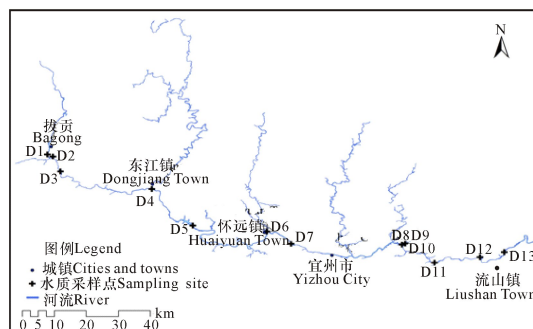 N
拔贡
Bagong
D1 D2
D3
东江镇
Dongjiang Town
D4
D5
怀远镇 D6
Huaiyuan Town D7
宜州市
Yizhou City
D8D9
D10
D11
D12
D13
流山镇
Liushan Town
图例Legend
城镇Cities and towns
水质采样点Sampling site
河流River
0 5 10 20 30 40 km